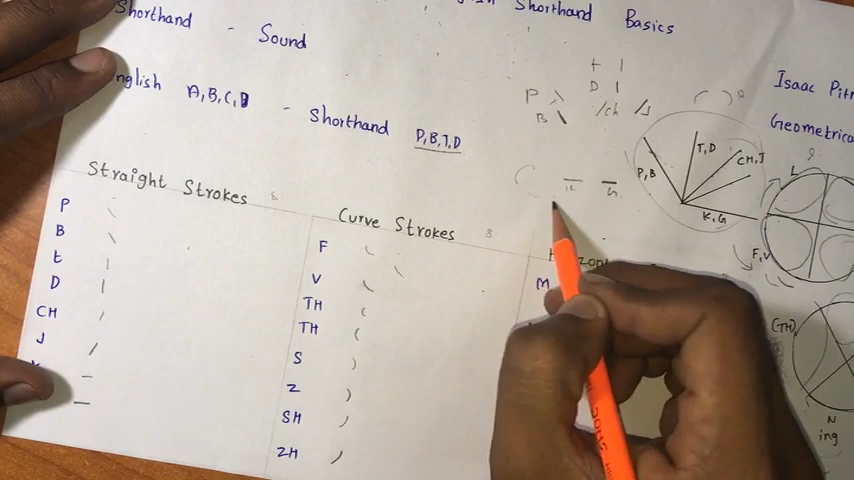 Shorthand Basics
Shorthand - Sound
English A,B,C,D - Shorthand P,B,T,D
t
D
P
B
/ch /J
Isaac Pit
Geometrica
P,B
T,D
CH,J
K,G
L
F,V
(TH)
N
ing
Straight Strokes
P
B
t
D
CH
J
Curve Strokes
F
V
TH
TH
S
Z
SH
ZH
M